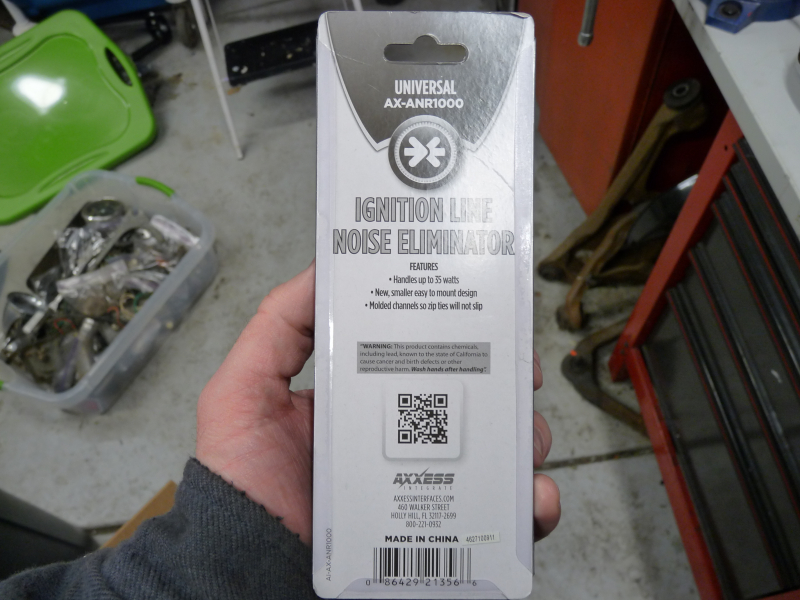 UNIVERSAL
AX-ANR1000
IGNITION LINE
NOISE ELIMINATOR
FEATURES
• Handles up to 35 watts
• New, smaller easy to mount design
• Molded channels so zip ties will not slip
"WARNING: This product contains chemicals,
including lead, known to the state of California to
cause cancer and birth defects or other
reproductive harm. Wash hands after handling".
AXXESS
INTEGRATE
AXXESSINTERFACES.COM
460 WALKER STREET
HOLLY HILL, FL 32117-2699
800-221-0932
MADE IN CHINA
AI-AX-ANR1000
0 86429 21356 6